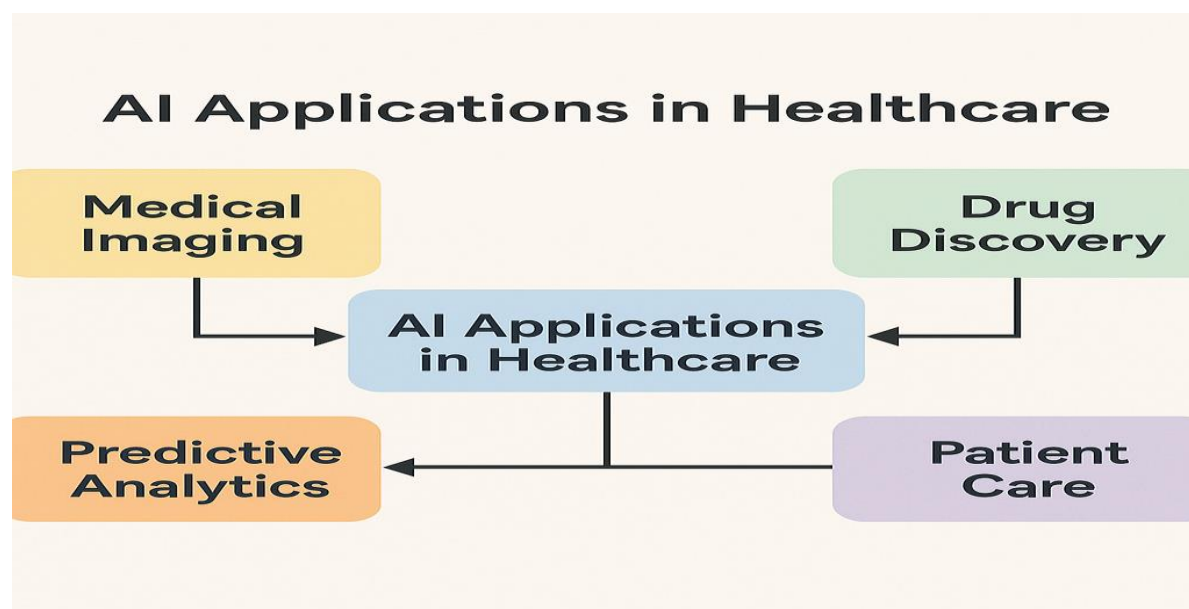 AI Applications in Healthcare
Medical
Imaging
Drug
Discovery
AI Applications
in Healthcare
Predictive
Analytics
Patient
Care